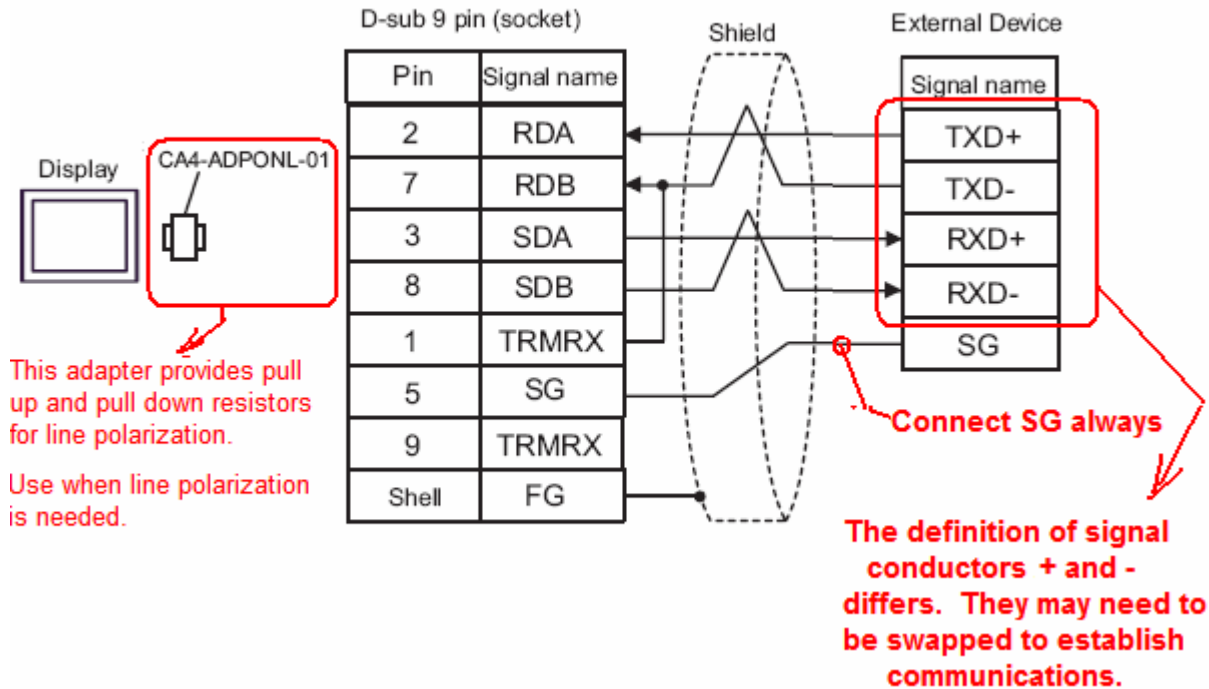 D-sub 9 pin (socket)
Shield
External Device
Pin Signal name
Signal name
2 RDA
TXD+
7 RDB
TXD-
3 SDA
RXD+
8 SDB
RXD-
1 TRMRX
SG
5 SG
9 TRMRX
Shell FG
Display
CA4-ADPONL-01
This adapter provides pull
up and pull down resistors
for line polarization.
Use when line polarization
is needed.
Connect SG always
The definition of signal
conductors + and -
differs. They may need to
be swapped to establish
communications.